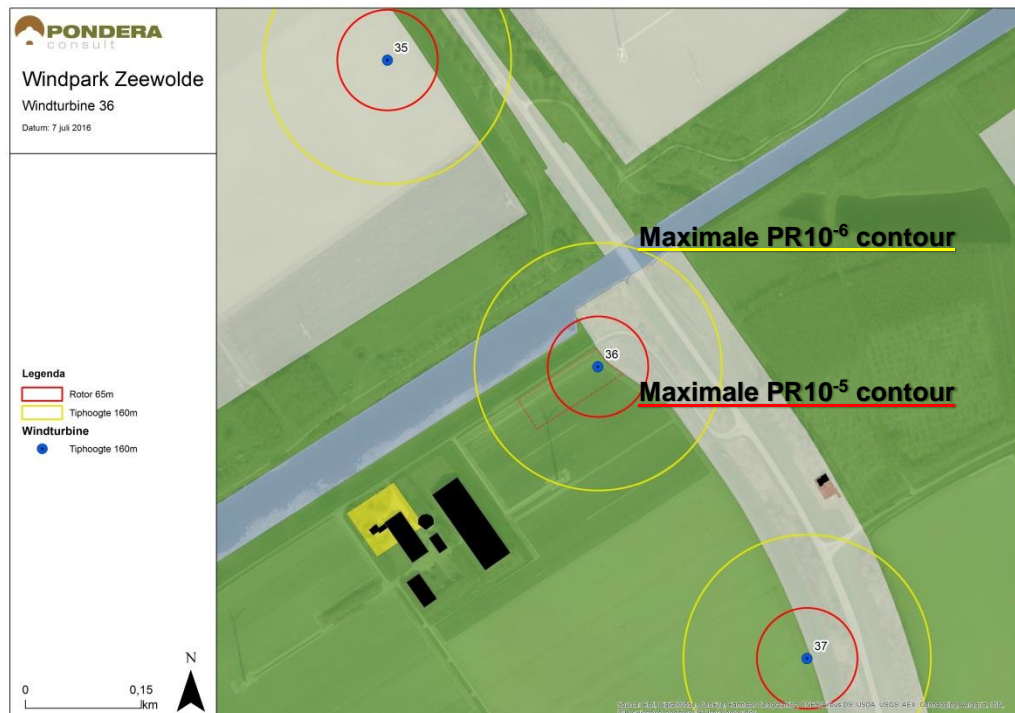 PONDERA
consult
Windpark Zeewolde
Windturbine 36
Datum: 7 juli 2016
35
Maximale PR10⁻⁶ contour
36
Maximale PR10⁻⁵ contour
37
Legenda
Rotor 65m
Tiphoogte 160m
Windturbine
Tiphoogte 160m
N
0 0,15
km